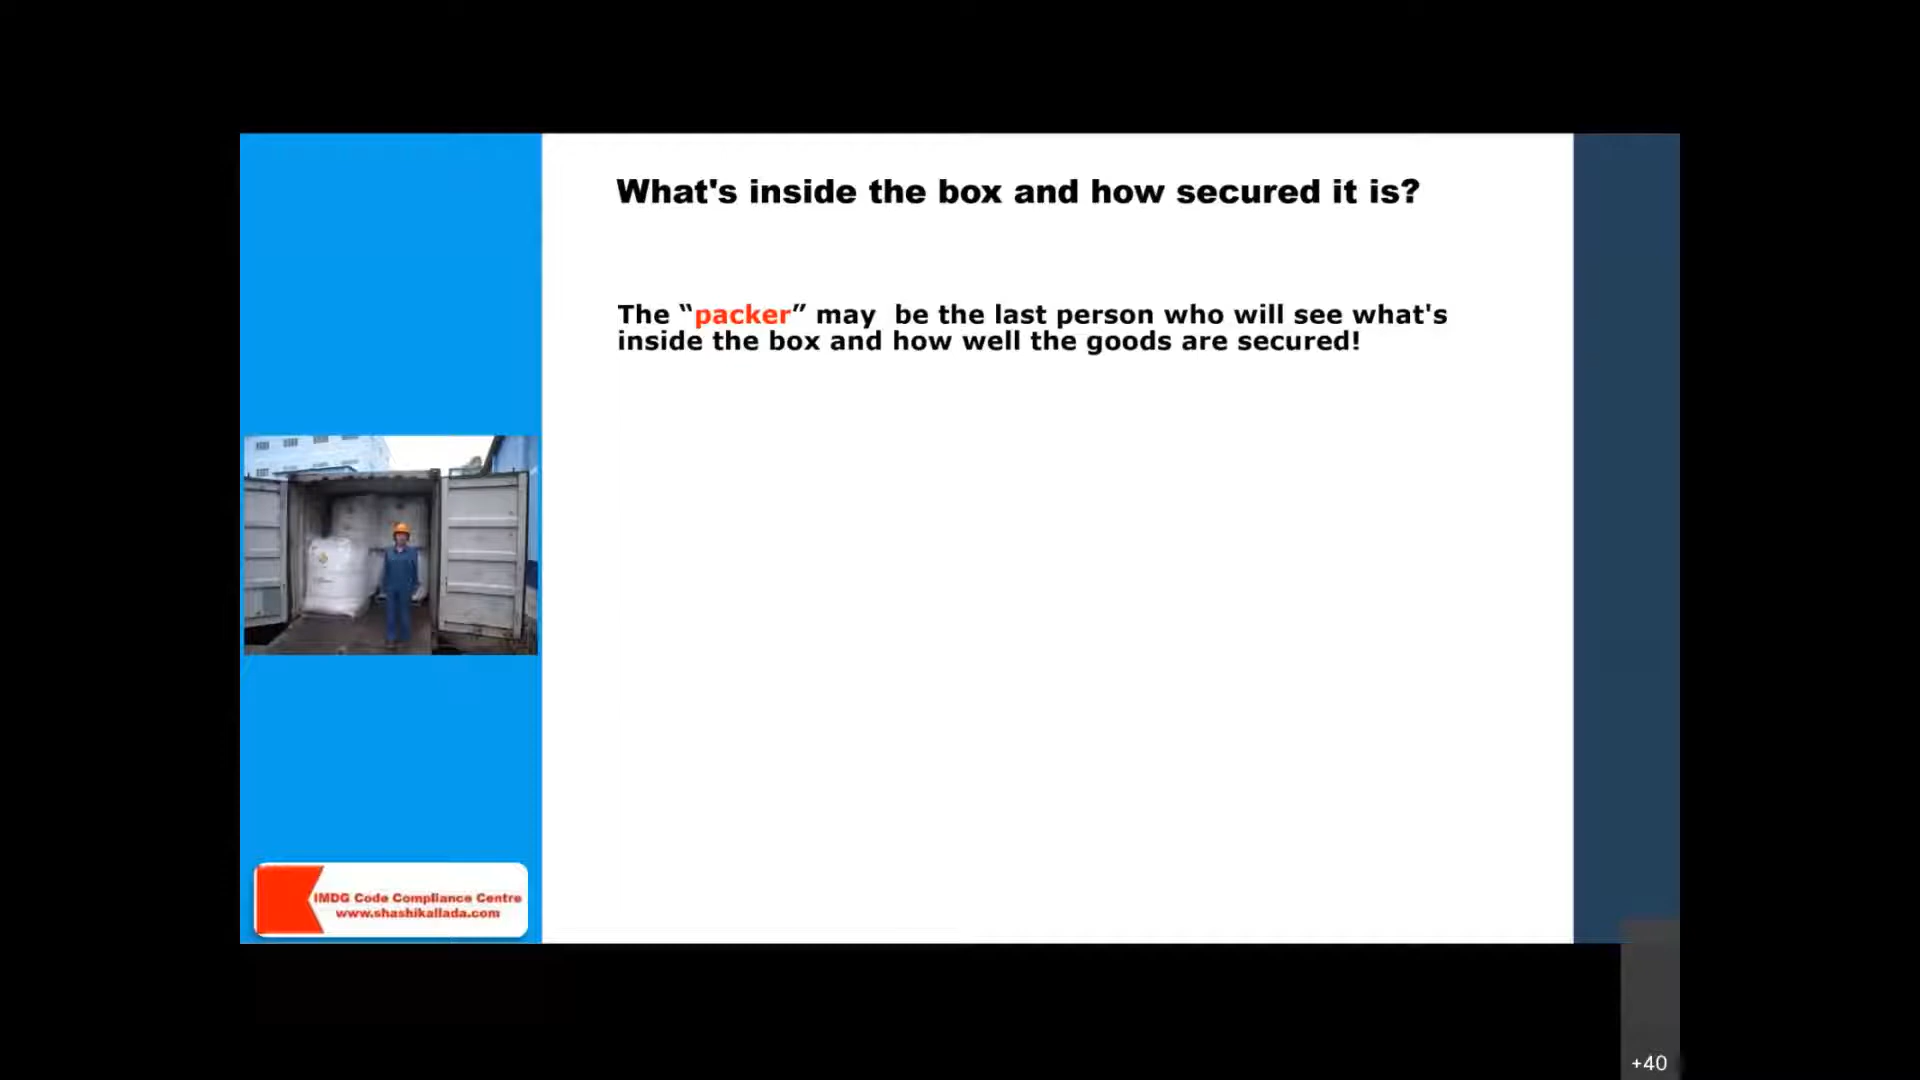 What's inside the box and how secured it is?
The “packer” may  be the last person who will see what's
inside the box and how well the goods are secured!
IMDG Code Compliance Centre
www.shashikallada.com
+40